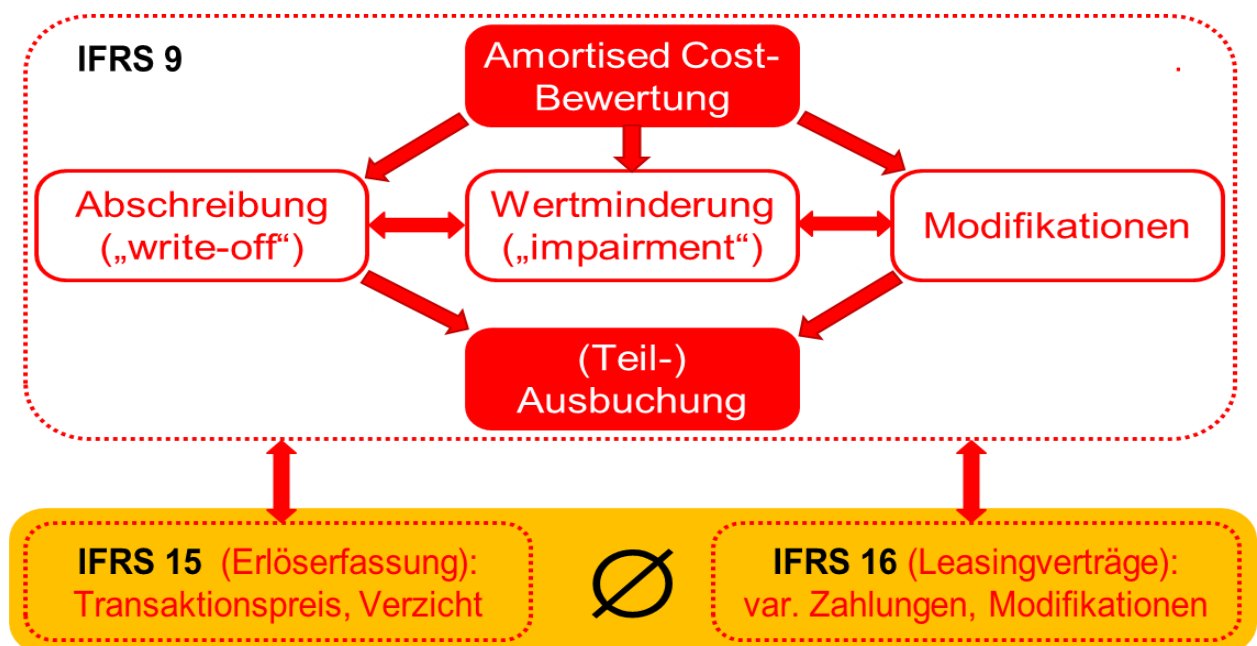 IFRS 9
Amortised Cost-
Bewertung
Abschreibung
(„write-off“)
Wertminderung
(„impairment“)
Modifikationen
(Teil-)
Ausbuchung
IFRS 15 (Erlöserfassung):
Transaktionspreis, Verzicht
Ø
IFRS 16 (Leasingverträge):
var. Zahlungen, Modifikationen